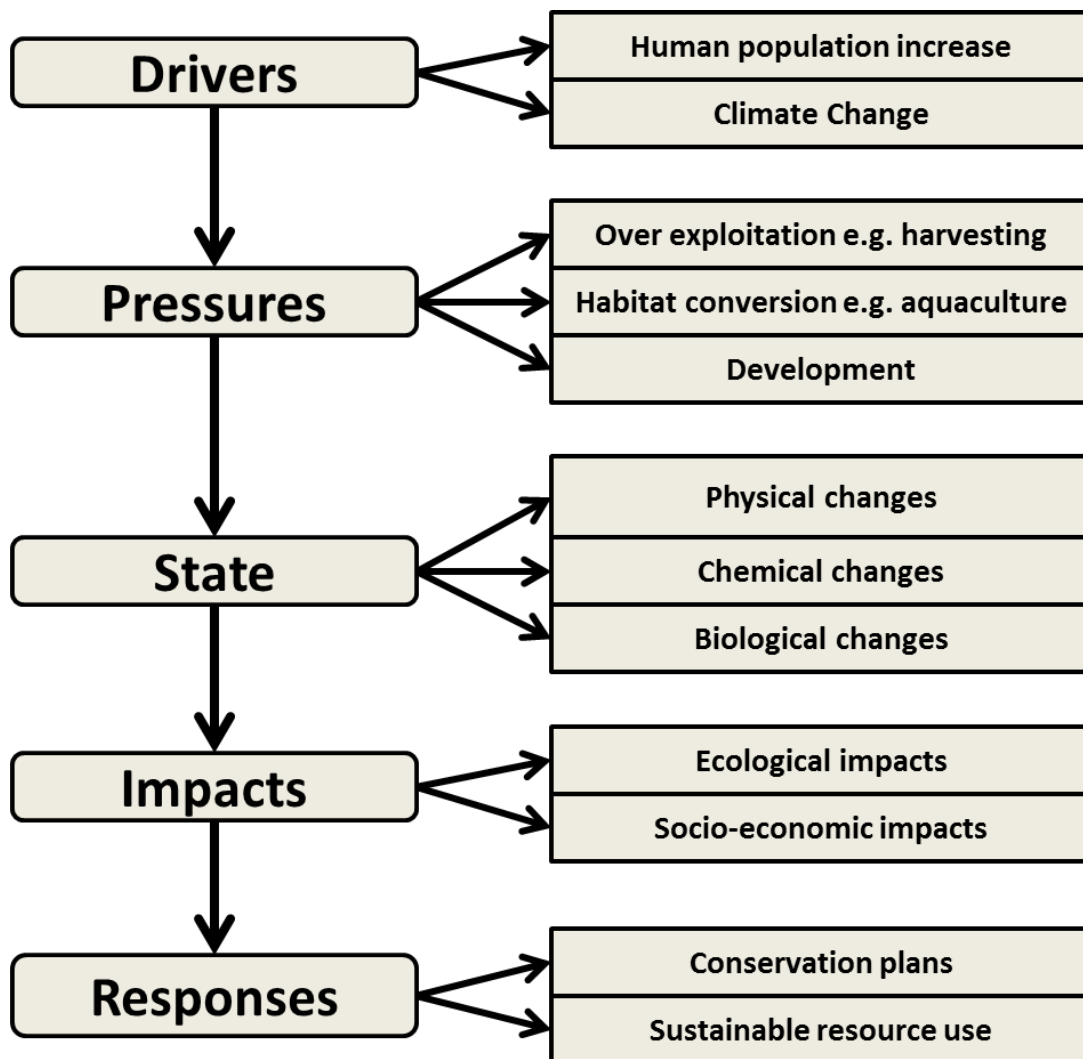 Drivers
Human population increase
Climate Change
Pressures
Over exploitation e.g. harvesting
Habitat conversion e.g. aquaculture
Development
State
Physical changes
Chemical changes
Biological changes
Impacts
Ecological impacts
Socio-economic impacts
Responses
Conservation plans
Sustainable resource use